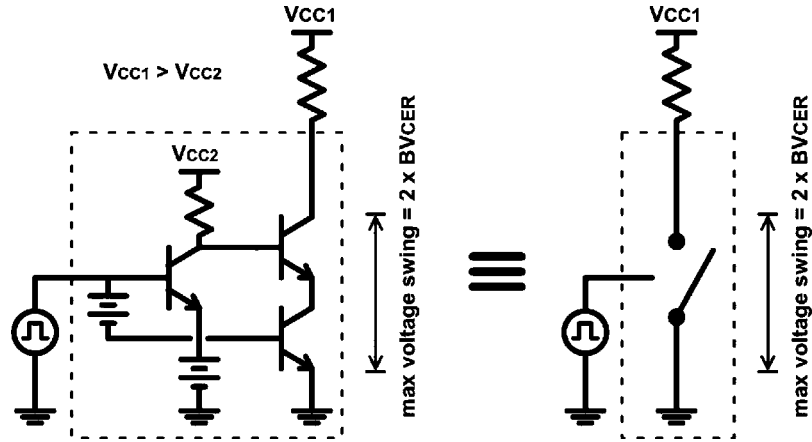 VCC1
VCC1 > VCC2
VCC2
max voltage swing = 2 x BVCER
VCC1
max voltage swing = 2 x BVCER